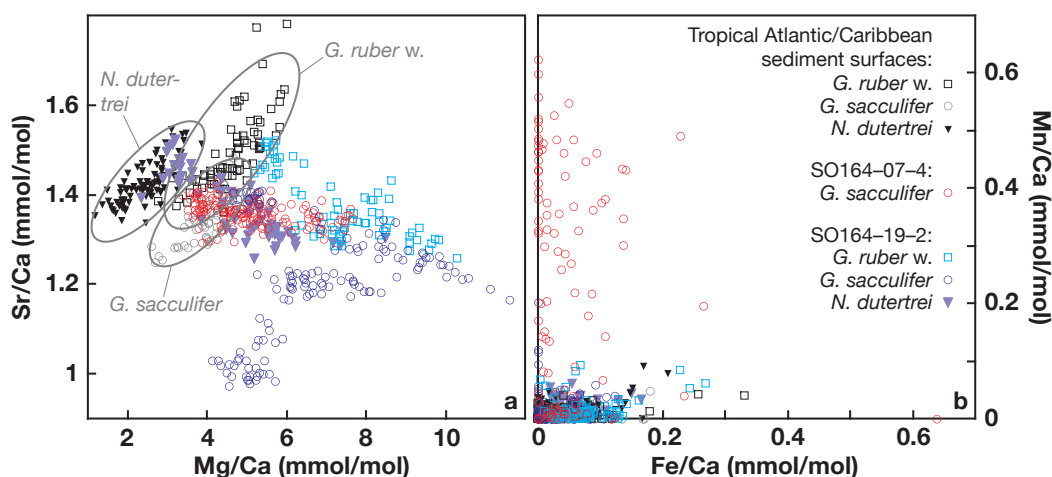 G. ruber w.
N. duter-
trei
G. sacculifer
Sr/Ca (mmol/mol)
1.6
1.4
1.2
1
2
4
6
8
10
Mg/Ca (mmol/mol)
a
Tropical Atlantic/Caribbean
sediment surfaces:
G. ruber w.
G. sacculifer
N. dutertrei
SO164–07–4:
G. sacculifer
SO164–19–2:
G. ruber w.
G. sacculifer
N. dutertrei
0.6
0.4
0.2
0
Mn/Ca (mmol/mol)
b
0
0.2
0.4
0.6
Fe/Ca (mmol/mol)